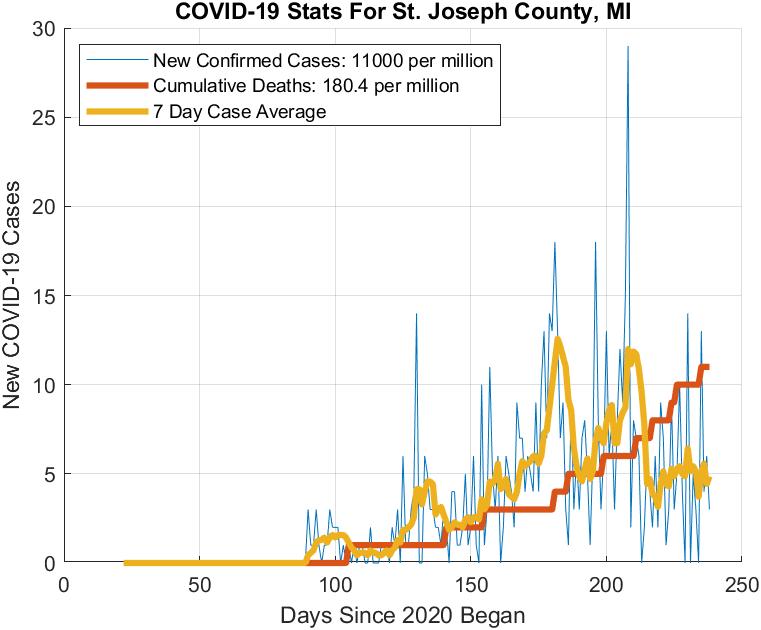 COVID-19 Stats For St. Joseph County, MI
New Confirmed Cases: 11000 per million
Cumulative Deaths: 180.4 per million
7 Day Case Average
New COVID-19 Cases
30
25
20
15
10
5
0
0 50 100 150 200 250
Days Since 2020 Began